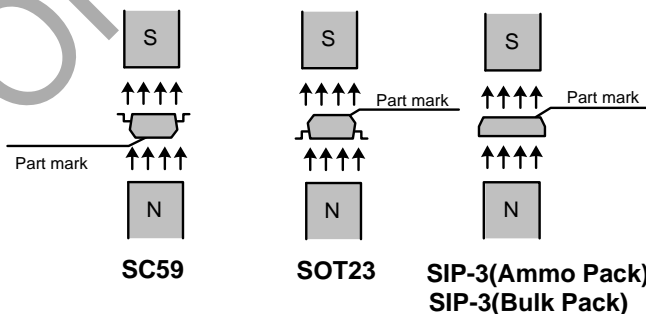 S
S
S
Part mark
Part mark
Part mark
N
N
N
SC59
SOT23
SIP-3(Ammo Pack)
SIP-3(Bulk Pack)